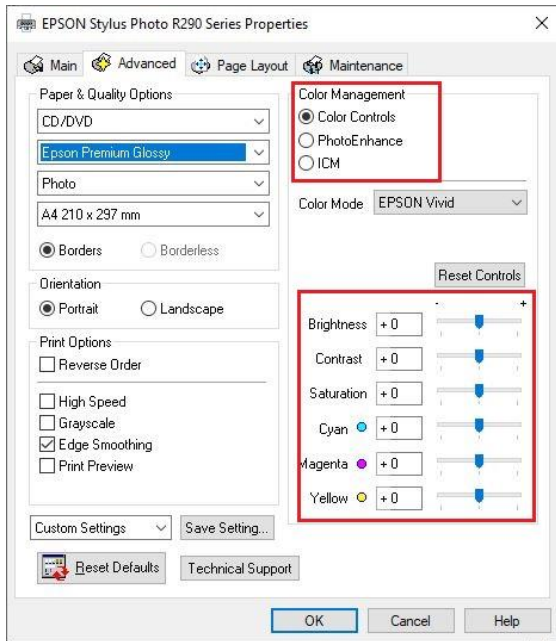 EPSON Stylus Photo R290 Series Properties
Main Advanced Page Layout Maintenance
Paper & Quality Options
CD/DVD
Epson Premium Glossy
Photo
A4 210 x 297 mm
Borders Borderless
Orientation
Portrait Landscape
Print Options
Reverse Order
High Speed
Grayscale
Edge Smoothing
Print Preview
Custom Settings Save Setting...
Reset Defaults Technical Support
Color Management
Color Controls
PhotoEnhance
ICM
Color Mode EPSON Vivid
Reset Controls
- +
Brightness + 0
Contrast + 0
Saturation + 0
Cyan + 0
Magenta + 0
Yellow + 0
OK Cancel Help